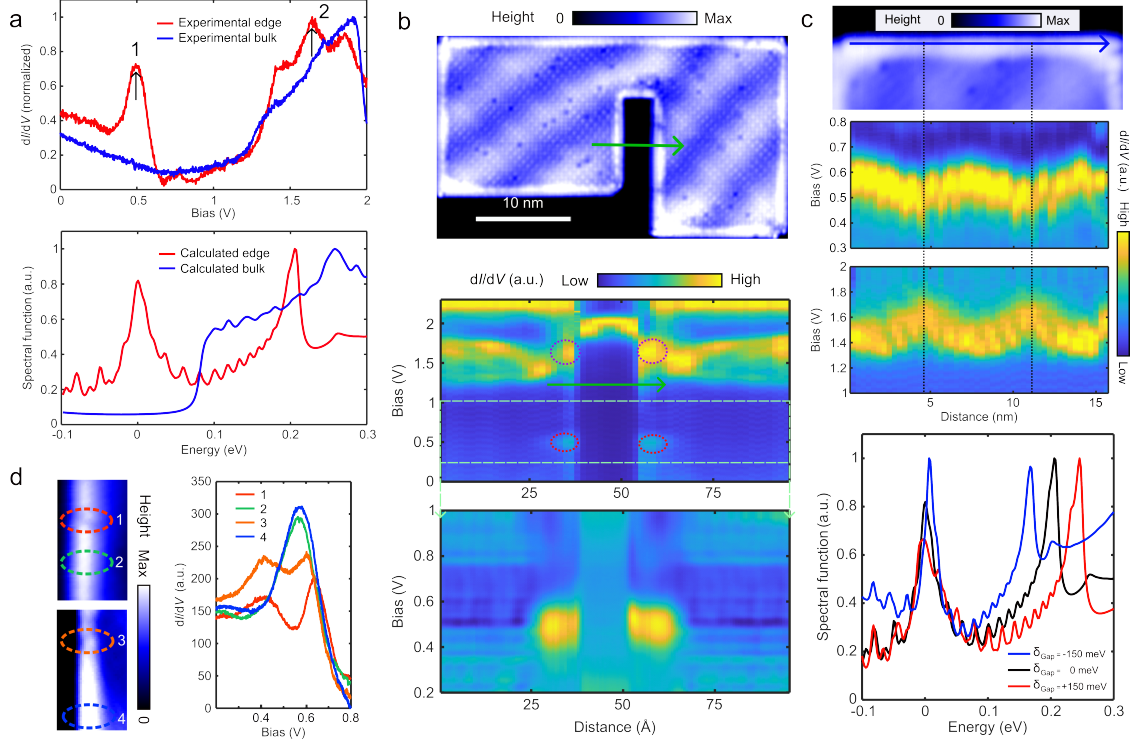 a
Experimental edge
Experimental bulk
1
2
dI/dV (normalized)
1
0.8
0.6
0.4
0.2
0
0
0.5
1
1.5
2
Bias (V)
Calculated edge
Calculated bulk
Spectral function (a.u.)
1
0.8
0.6
0.4
0.2
0
-0.1
0
0.1
0.2
0.3
Energy (eV)
b
Height 0 Max
10 nm
dI/dV (a.u.) Low High
Bias (V)
2
1.5
1
0.5
0
25
50
75
Bias (V)
1
0.8
0.6
0.4
0.2
25
50
75
Distance (Å)
c
Height 0 Max
Bias (V)
0.8
0.7
0.6
0.5
0.4
0.3
Bias (V)
2
1.8
1.6
1.4
1.2
1
5
10
15
Distance (nm)
dI/dV (a.u.)
High
Low
Spectral function (a.u.)
1
0.8
0.6
0.4
0.2
0
δGap = -150 meV
δGap = 0 meV
δGap = +150 meV
-0.1
0
0.1
0.2
0.3
Energy (eV)
d
1
2
3
4
Height Max
0
dI/dV (a.u.)
350
300
250
200
150
100
50
0
1
2
3
4
0.4
0.6
0.8
Bias (V)